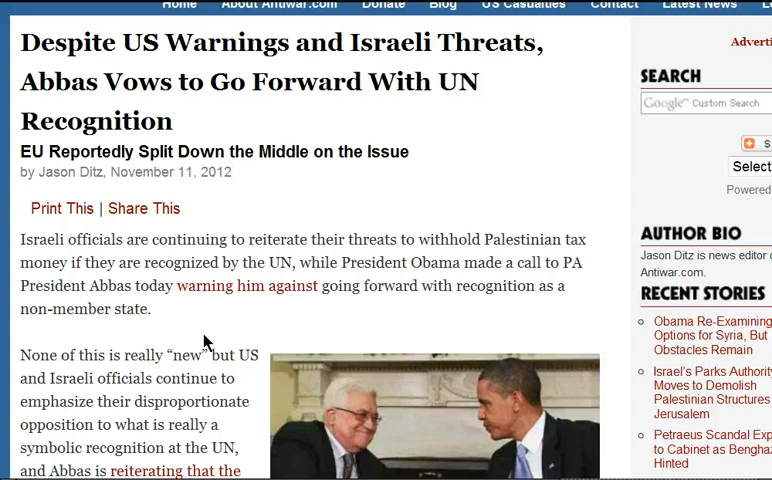 Home About Antiwar.com Donate Blog US Casualties Contact Latest News
Despite US Warnings and Israeli Threats,
Abbas Vows to Go Forward With UN
Recognition
EU Reportedly Split Down the Middle on the Issue
by Jason Ditz, November 11, 2012
Print This | Share This
Israeli officials are continuing to reiterate their threats to withhold Palestinian tax
money if they are recognized by the UN, while President Obama made a call to PA
President Abbas today warning him against going forward with recognition as a
non-member state.
None of this is really “new” but US
and Israeli officials continue to
emphasize their disproportionate
opposition to what is really a
symbolic recognition at the UN,
and Abbas is reiterating that the
SEARCH
Google™ Custom Search
Select
Powered
AUTHOR BIO
Jason Ditz is news editor
Antiwar.com.
RECENT STORIES
Obama Re-Examining
Options for Syria, But
Obstacles Remain
Israel's Parks Authority
Moves to Demolish
Palestinian Structures
Jerusalem
Petraeus Scandal
to Cabinet as
Hinted